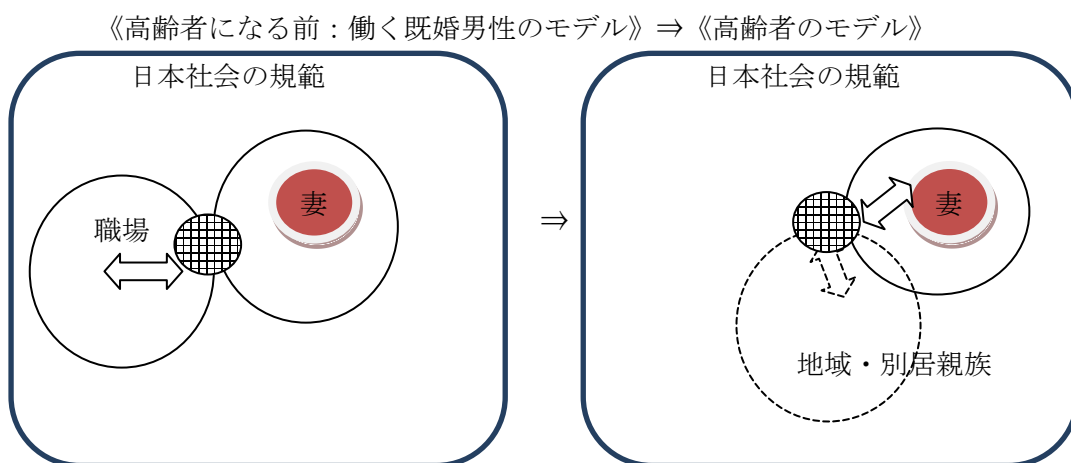 《高齢者になる前：働く既婚男性のモデル》⇒《高齢者のモデル》
日本社会の規範
職場
妻
⇒
日本社会の規範
妻
地域・別居親族